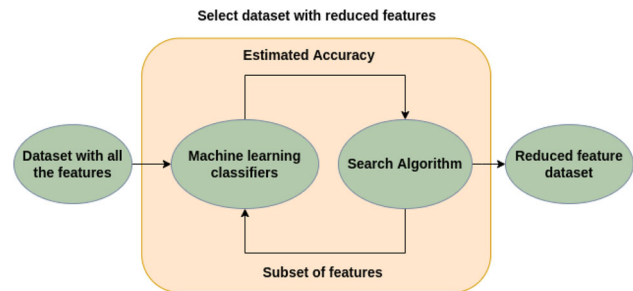 Select dataset with reduced features
Estimated Accuracy
Dataset with all
the features
Machine learning
classifiers
Search Algorithm
Reduced feature
dataset
Subset of features